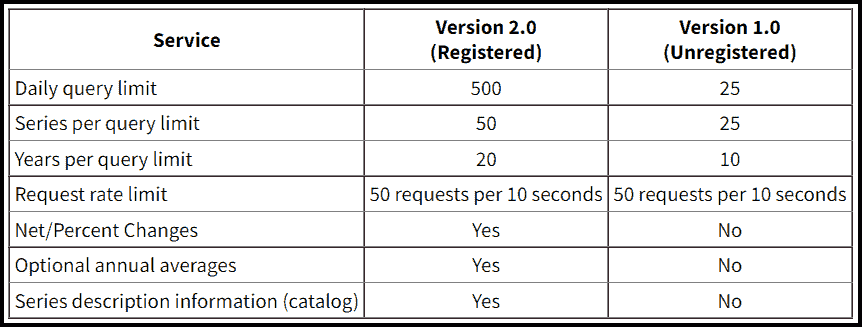 Service Version 2.0 (Registered) Version 1.0 (Unregistered)
Daily query limit 500 25
Series per query limit 50 25
Years per query limit 20 10
Request rate limit 50 requests per 10 seconds 50 requests per 10 seconds
Net/Percent Changes Yes No
Optional annual averages Yes No
Series description information (catalog) Yes No